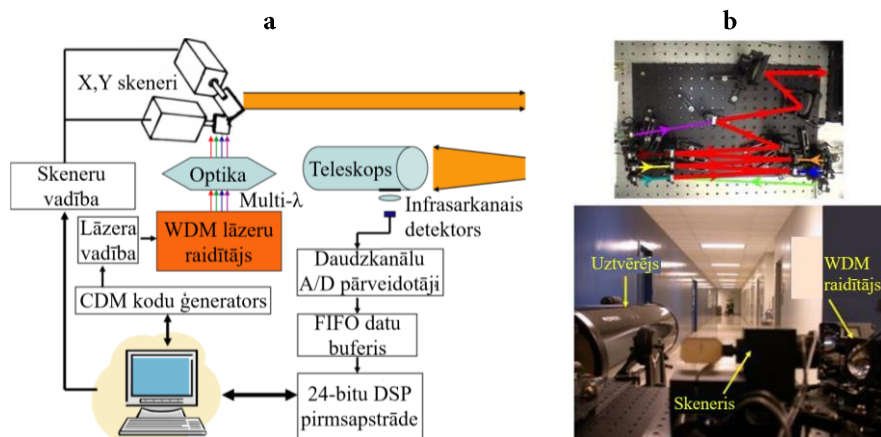 a
X,Y skeneri
Skeneru
vadība
Optika
Multi-λ
Lāzera
vadība
WDM lāzeru
raidītājs
CDM kodu ģenerators
Teleskops
Infrasarkanais
detektors
Daudzkanālu
A/D pārveidotāji
FIFO datu
buferis
24-bitu DSP
pirmsapstrāde
b
Uztvērējs
WDM
raidītājs
Skeneris